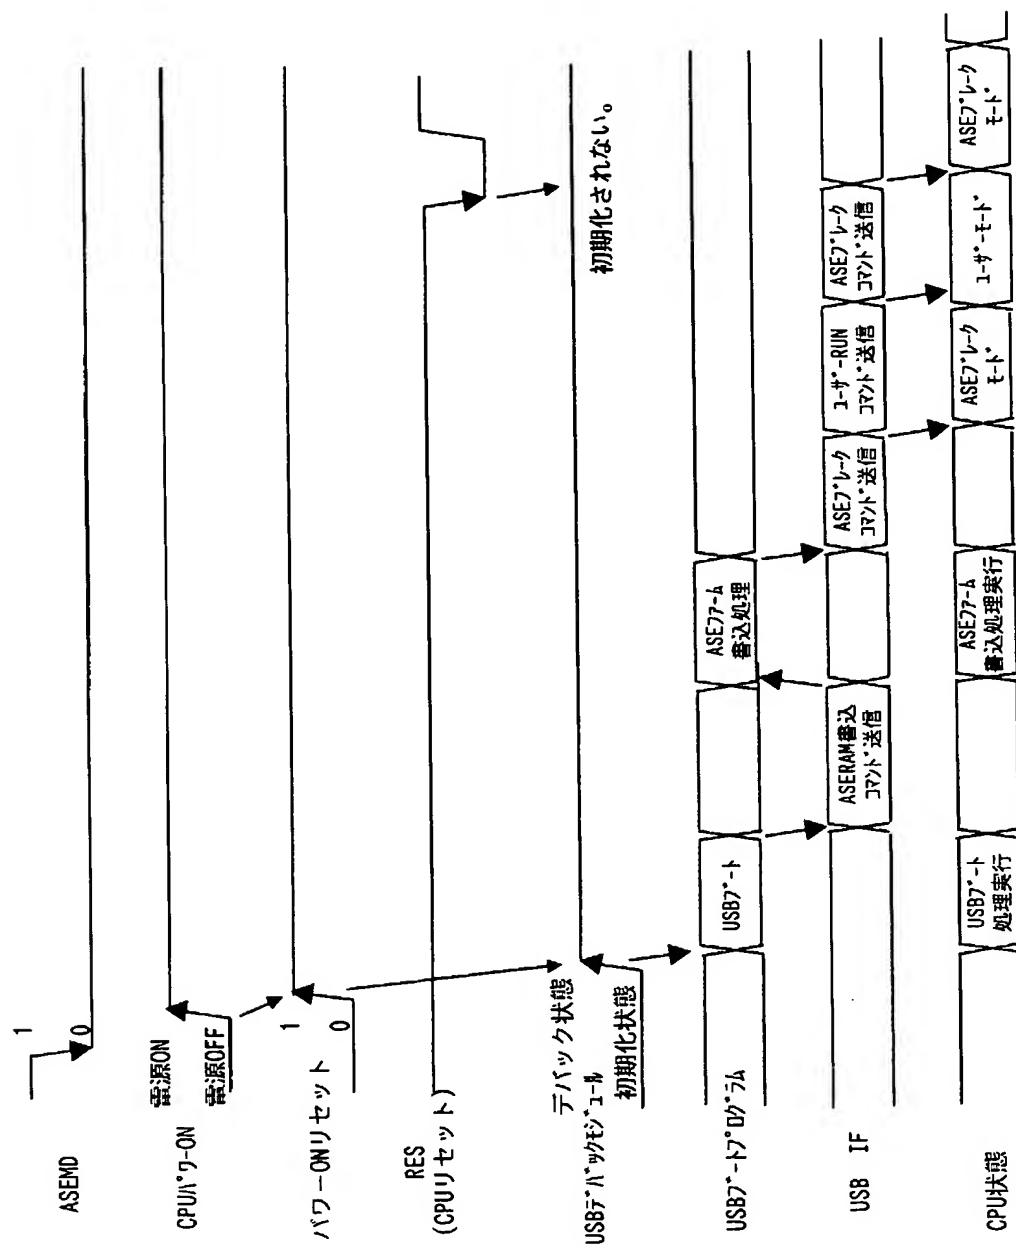 ASEMD
1
0
CPUﾊﾟﾜｰON
電源ON
電源OFF
パワーONリセット
1
0
RES
(CPUリセット)
USBﾃﾞﾊﾞｯｸﾓｼﾞｭｰﾙ
デバック状態
初期化状態
初期化されない。
USBﾌﾞｰﾄﾌﾟﾛｸﾞﾗﾑ
USBﾌﾞｰﾄ
ASEﾌｧｰﾑ
書込処理
USB IF
ASERAM書込
ｺﾏﾝﾄﾞ送信
ASEﾌﾞﾚｰｸ
ｺﾏﾝﾄﾞ送信
ﾕｰｻﾞｰRUN
ｺﾏﾝﾄﾞ送信
ASEﾌﾞﾚｰｸ
ｺﾏﾝﾄﾞ送信
CPU状態
USBﾌﾞｰﾄ
処理実行
ASEﾌｧｰﾑ
書込処理実行
ASEﾌﾞﾚｰｸ
ﾓｰﾄﾞ
ﾕｰｻﾞｰﾓｰﾄﾞ
ASEﾌﾞﾚｰｸ
ﾓｰﾄﾞ